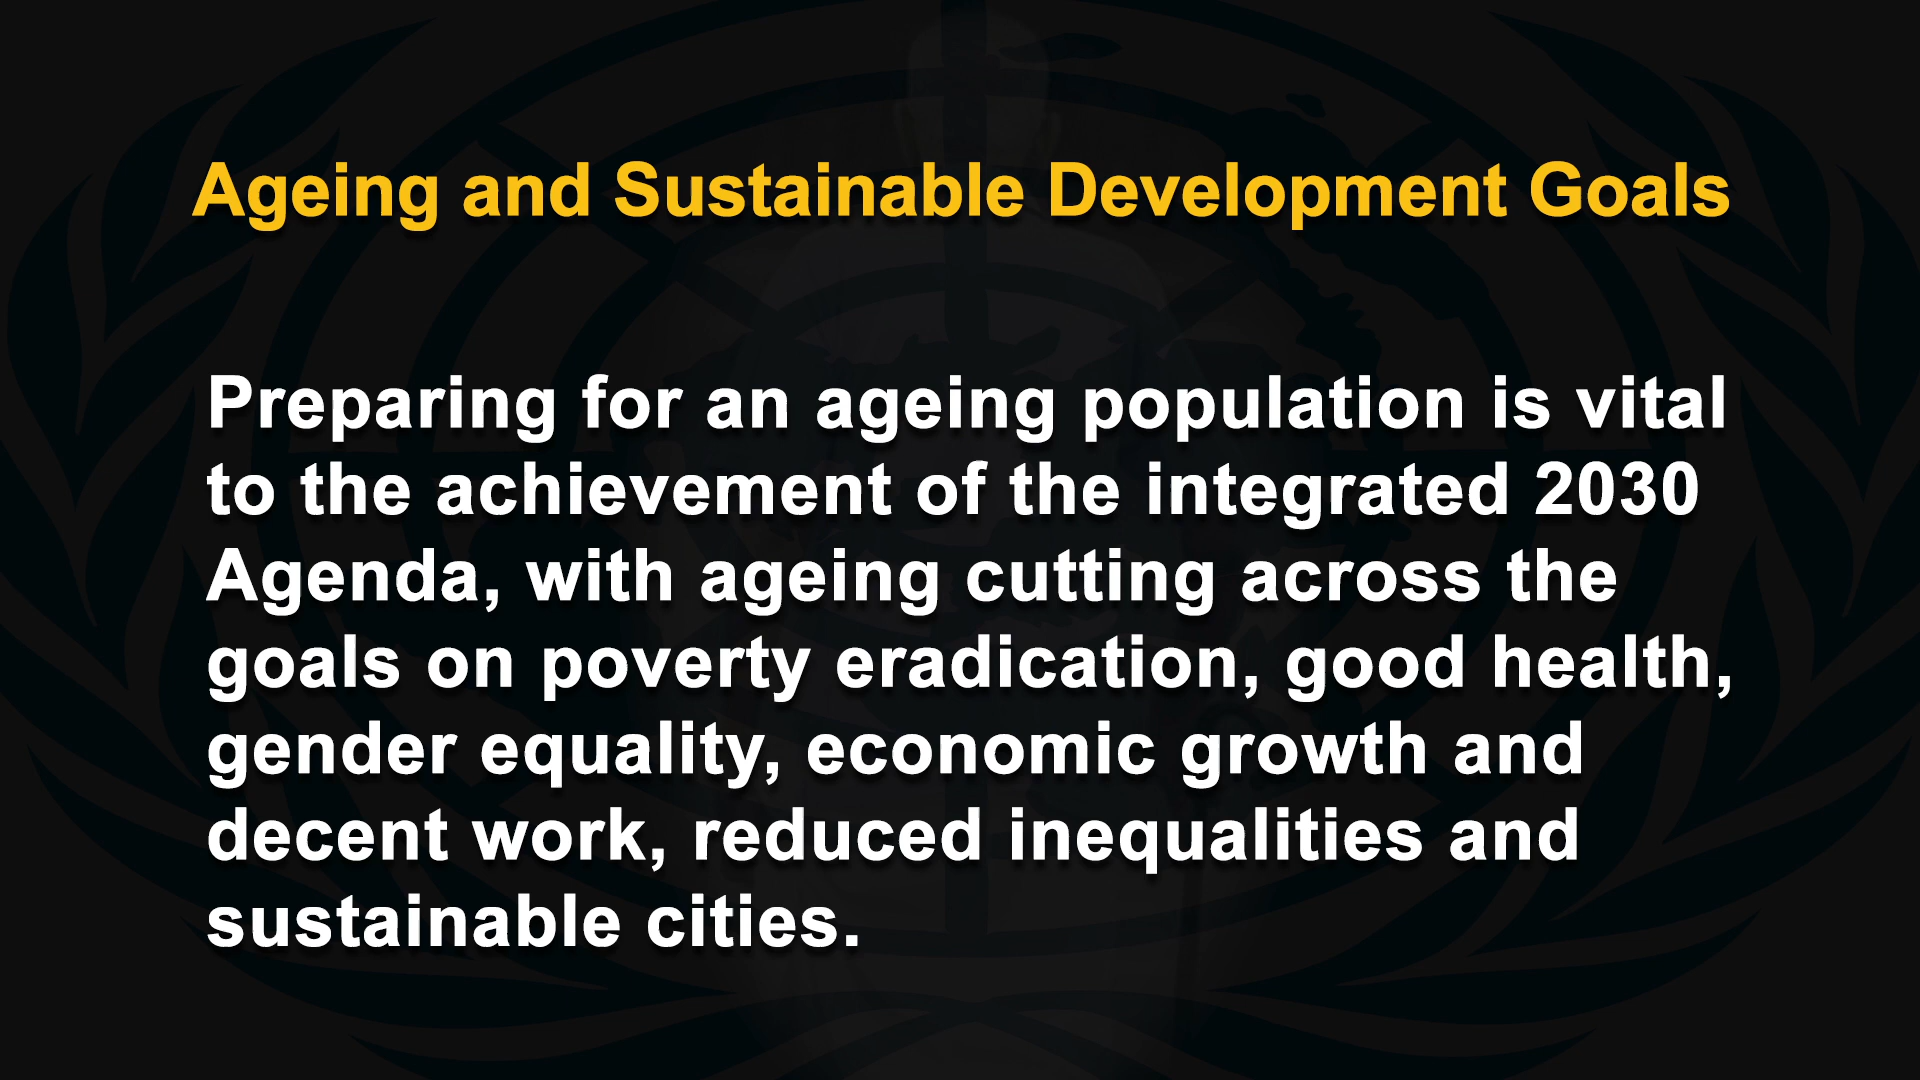 Ageing and Sustainable Development Goals
Preparing for an ageing population is vital
to the achievement of the integrated 2030
Agenda, with ageing cutting across the
goals on poverty eradication, good health,
gender equality, economic growth and
decent work, reduced inequalities and
sustainable cities.